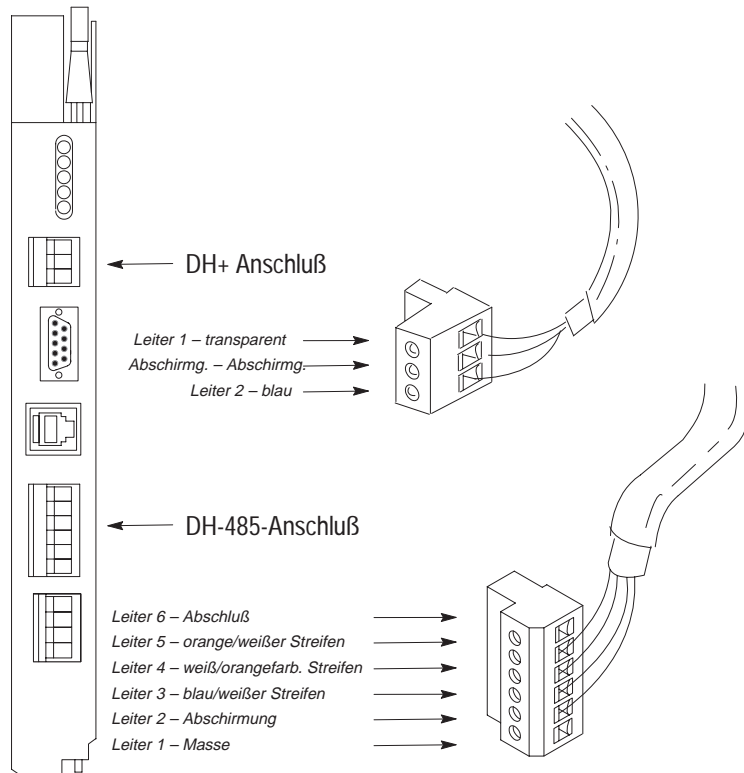 DH+ Anschluß
Leiter 1 – transparent
Abschirmg. – Abschirmg.
Leiter 2 – blau
DH-485-Anschluß
Leiter 6 – Abschluß
Leiter 5 – orange/weißer Streifen
Leiter 4 – weiß/orangefarb. Streifen
Leiter 3 – blau/weißer Streifen
Leiter 2 – Abschirmung
Leiter 1 – Masse